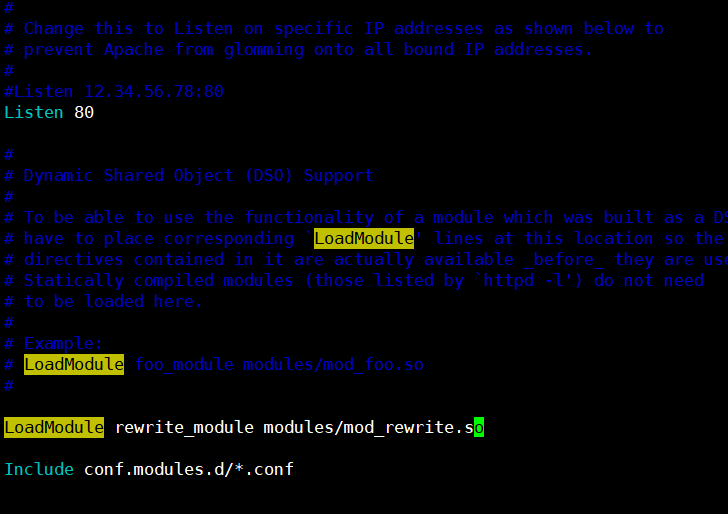 #
# Change this to Listen on specific IP addresses as shown below to
# prevent Apache from glomming onto all bound IP addresses.
#
#Listen 12.34.56.78:80
Listen 80
#
# Dynamic Shared Object (DSO) Support
#
# To be able to use the functionality of a module which was built as a DS
# have to place corresponding `LoadModule' lines at this location so the
# directives contained in it are actually available _before_ they are use
# Statically compiled modules (those listed by `httpd -l') do not need
# to be loaded here.
#
# Example:
# LoadModule foo_module modules/mod_foo.so
#
LoadModule rewrite_module modules/mod_rewrite.so
Include conf.modules.d/*.conf